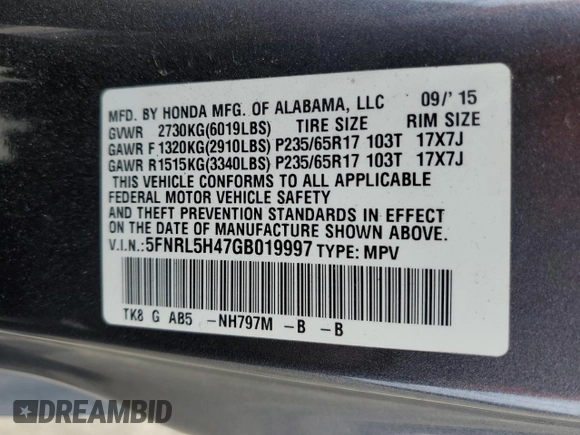 MFD. BY HONDA MFG. OF ALABAMA, LLC 09/' 15
GVWR 2730KG(6019LBS) TIRE SIZE RIM SIZE
GAWR F1320KG(2910LBS) P235/65R17 103T 17X7J
GAWR R1515KG(3340LBS) P235/65R17 103T 17X7J
THIS VEHICLE CONFORMS TO ALL APPLICABLE
FEDERAL MOTOR VEHICLE SAFETY
AND THEFT PREVENTION STANDARDS IN EFFECT
ON THE DATE OF MANUFACTURE SHOWN ABOVE.
V.I.N.: 5FNRL5H47GB019997 TYPE: MPV
TK8 G AB5 -NH797M -B -B
DREAMBID